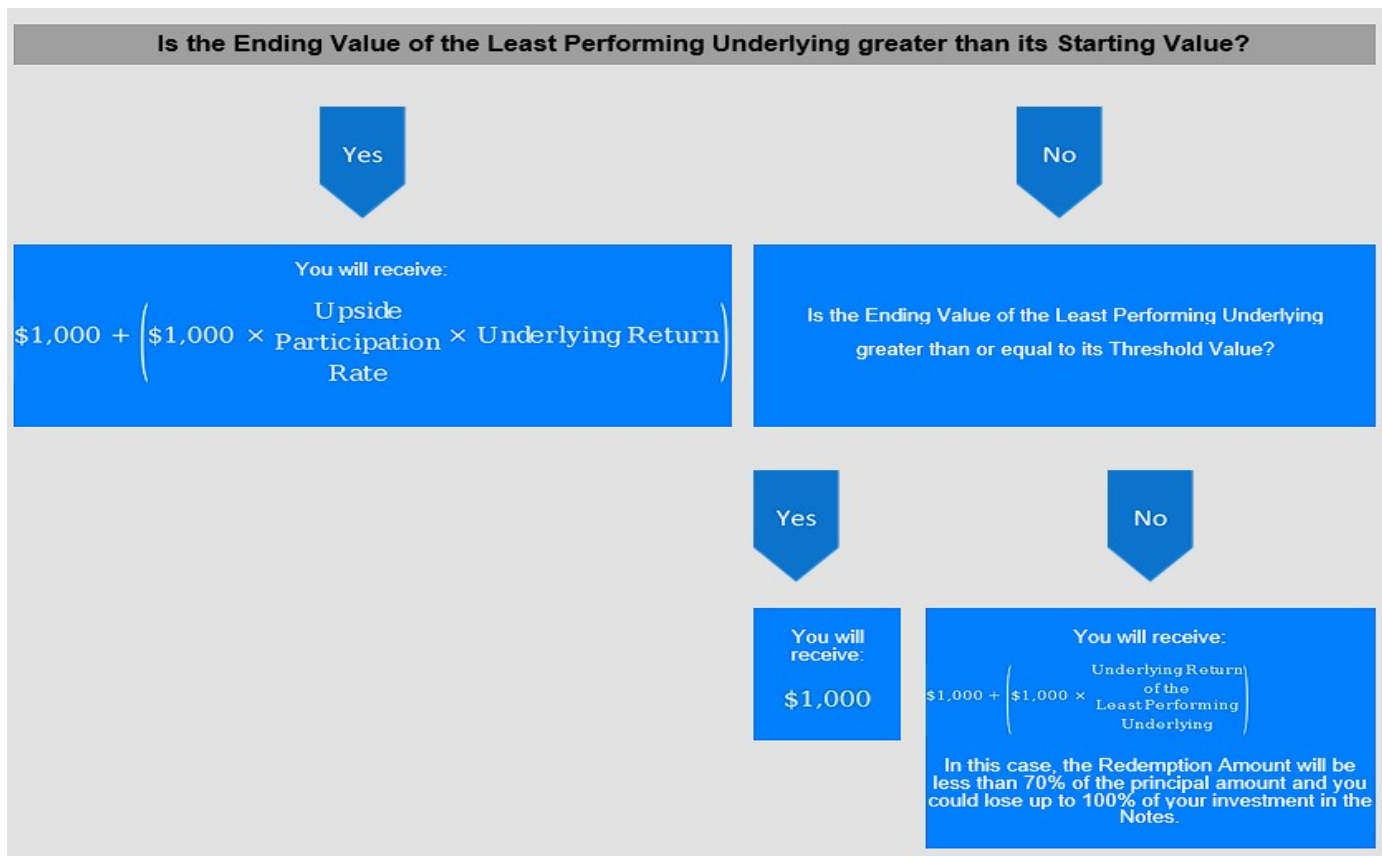 Is the Ending Value of the Least Performing Underlying greater than its Starting Value?
Yes
No
You will receive:
$1,000 + ($1,000 × Upside Participation Rate × Underlying Return)
Is the Ending Value of the Least Performing Underlying
greater than or equal to its Threshold Value?
Yes
No
You will
receive:
$1,000
You will receive:
$1,000 + ($1,000 × Underlying Return of the Least Performing Underlying)
In this case, the Redemption Amount will be
less than 70% of the principal amount and you
could lose up to 100% of your investment in the
Notes.